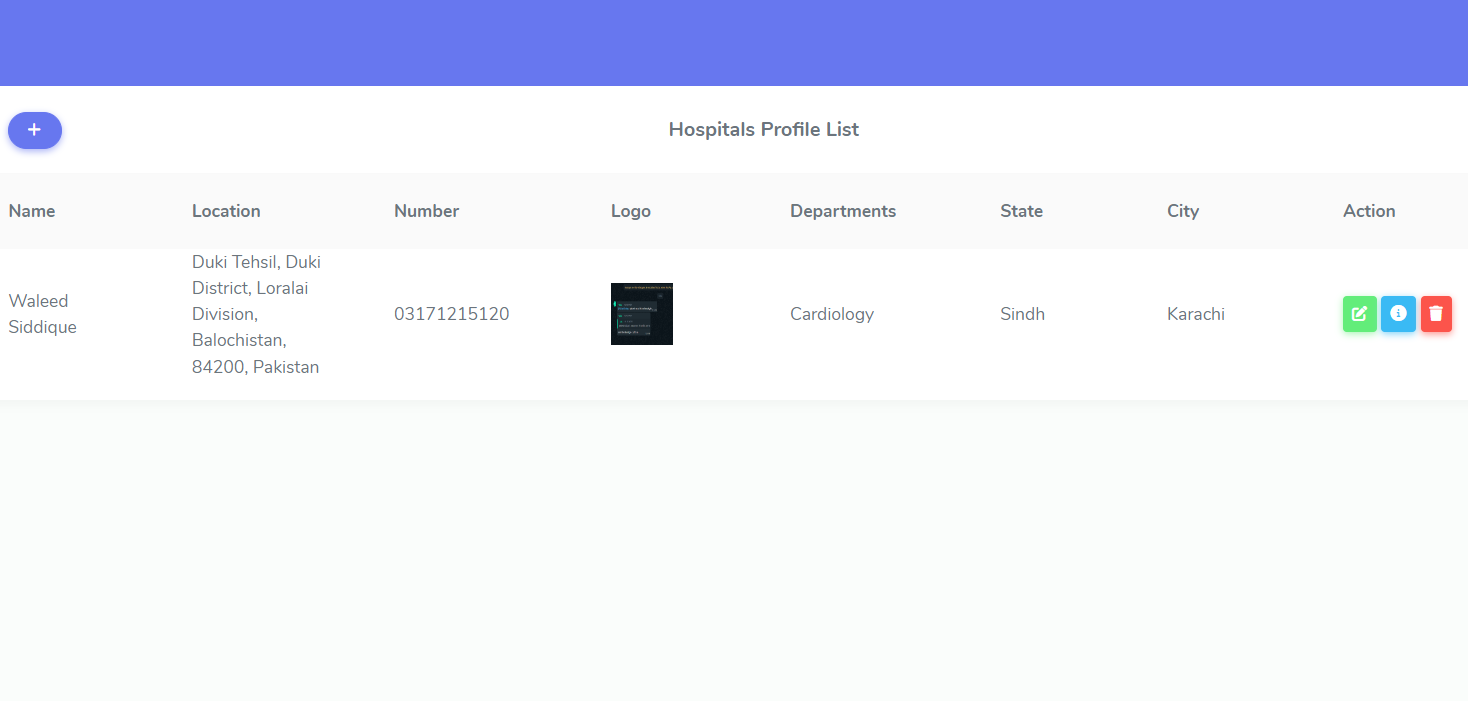 +
Hospitals Profile List
Name Location Number Logo Departments State City Action
Waleed
Siddique
Duki Tehsil, Duki
District, Loralai
Division,
Balochistan,
84200, Pakistan
03171215120
Cardiology
Sindh
Karachi